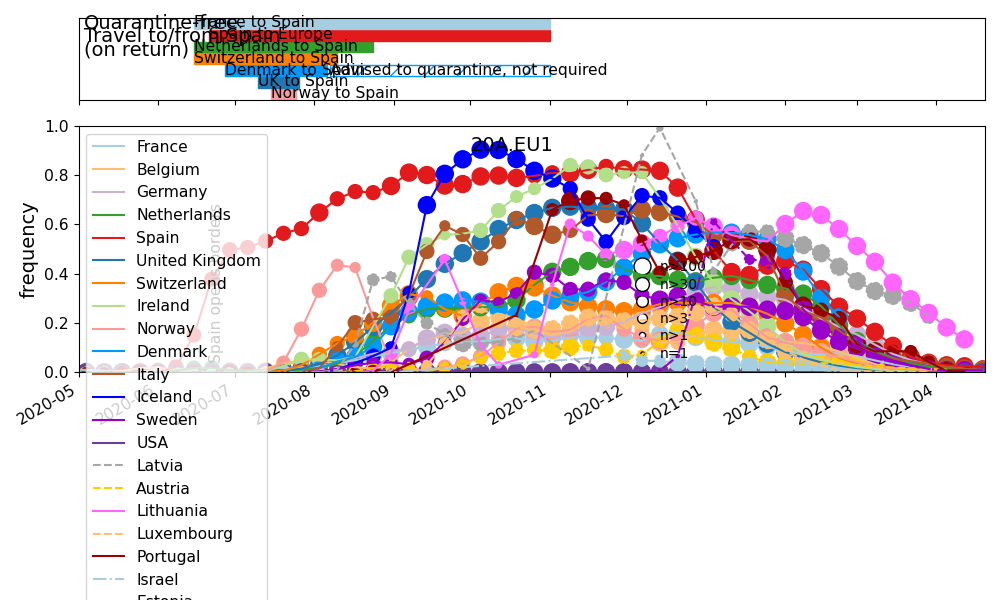 Quarantine-free
Travel to/from Spain
(on return)
France to Spain
Spain to Europe
Netherlands to Spain
Switzerland to Spain
Denmark to Spain
Advised to quarantine, not required
UK to Spain
Norway to Spain
20A.EU1
frequency
1.0
0.8
0.6
0.4
0.2
0.0
Spain opens borders
France
Belgium
Germany
Netherlands
Spain
United Kingdom
Switzerland
Ireland
Norway
Denmark
Italy
Iceland
Sweden
USA
Latvia
Austria
Lithuania
Luxembourg
Portugal
Israel
Estonia
n>100
n>30
n>10
n>3
n>1
n=1
2020-05
2020-06
2020-07
2020-08
2020-09
2020-10
2020-11
2020-12
2021-01
2021-02
2021-03
2021-04